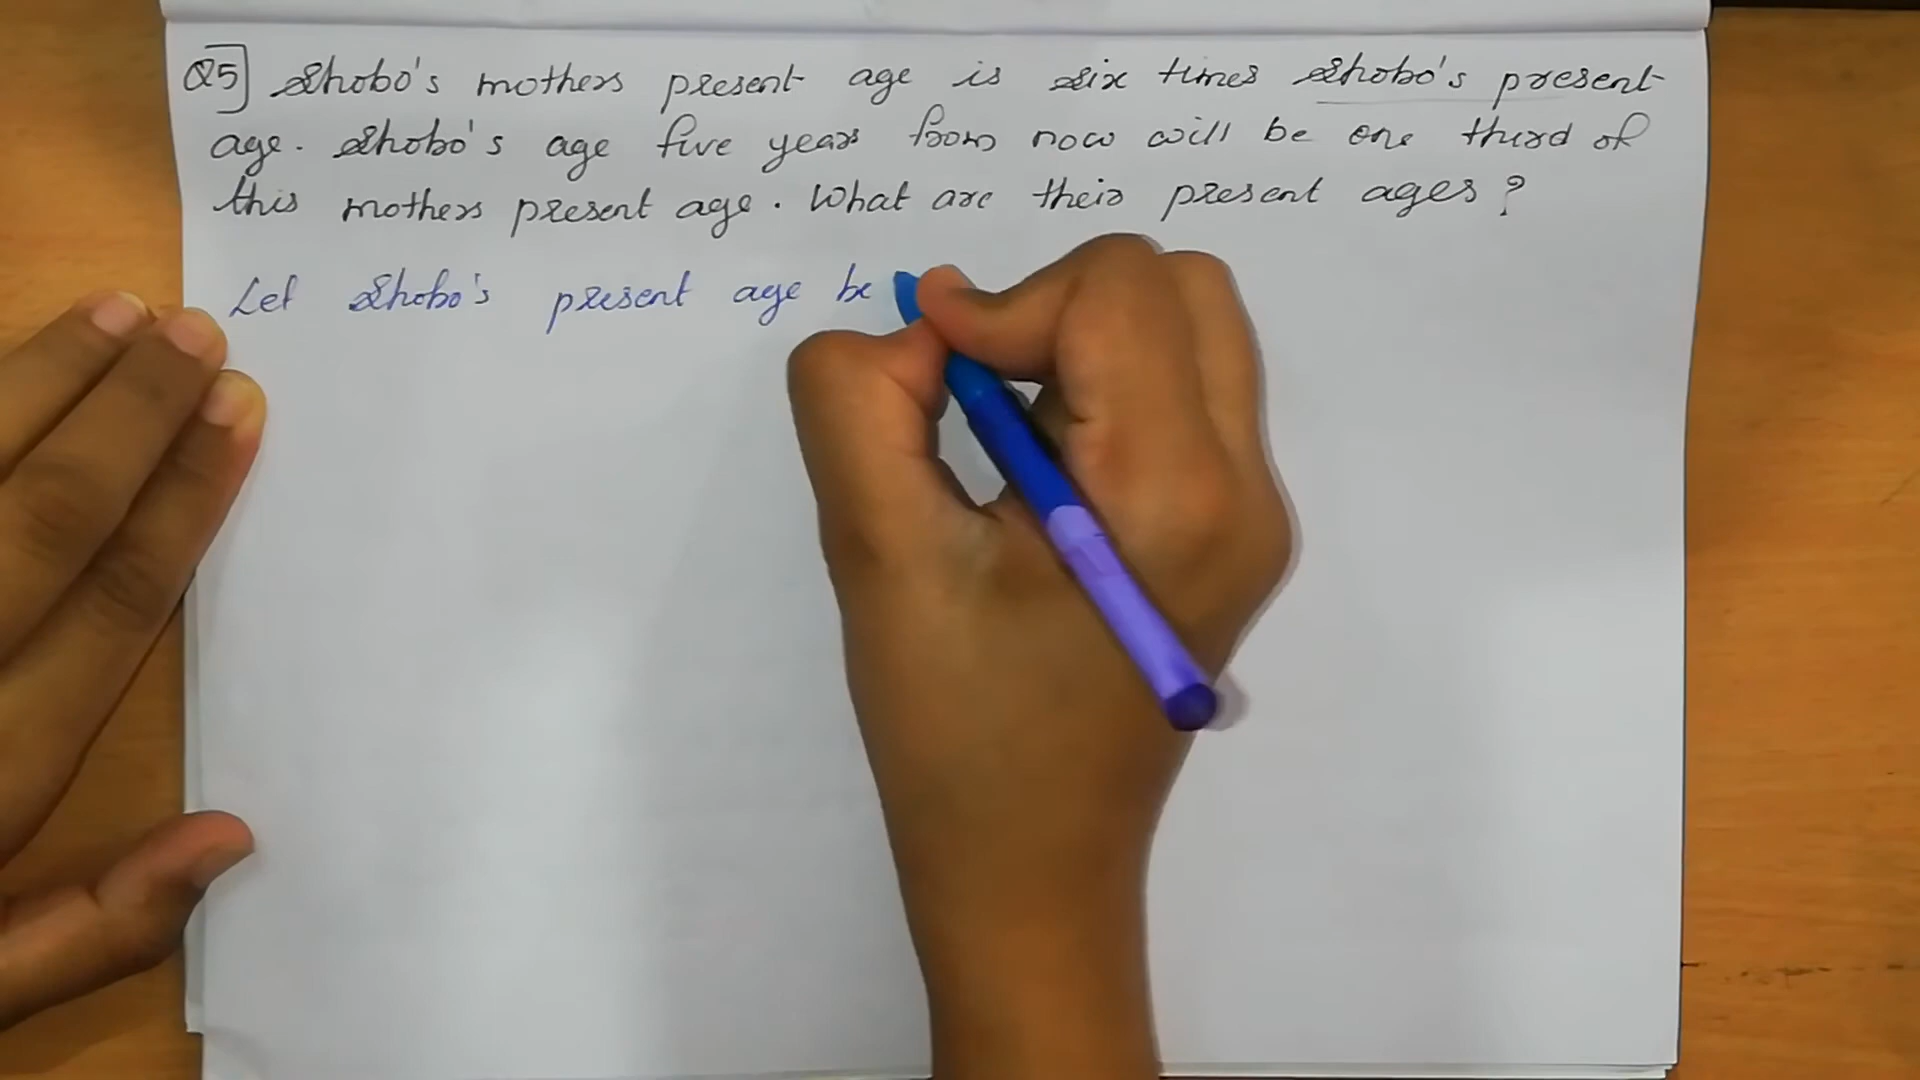 Q5] Shobo's mothers present age is six times Shobo's present
age. Shobo's age five years from now will be one third of
this mothers present age. What are their present ages?
Let Shobo's present age be